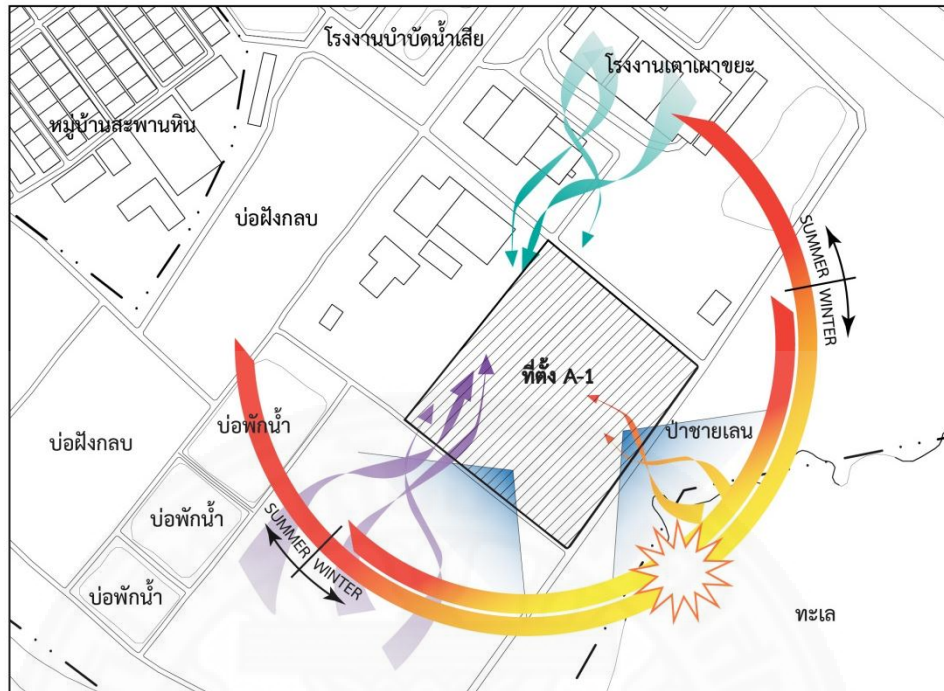 โรงงานบำบัดน้ำเสีย
โรงงานเตาเผาขยะ
หมู่บ้านสะพานหิน
บ่อฝังกลบ
SUMMER
WINTER
ที่ตั้ง A-1
บ่อฝังกลบ
บ่อพักน้ำ
ป่าชายเลน
บ่อพักน้ำ
SUMMER
WINTER
บ่อพักน้ำ
ทะเล